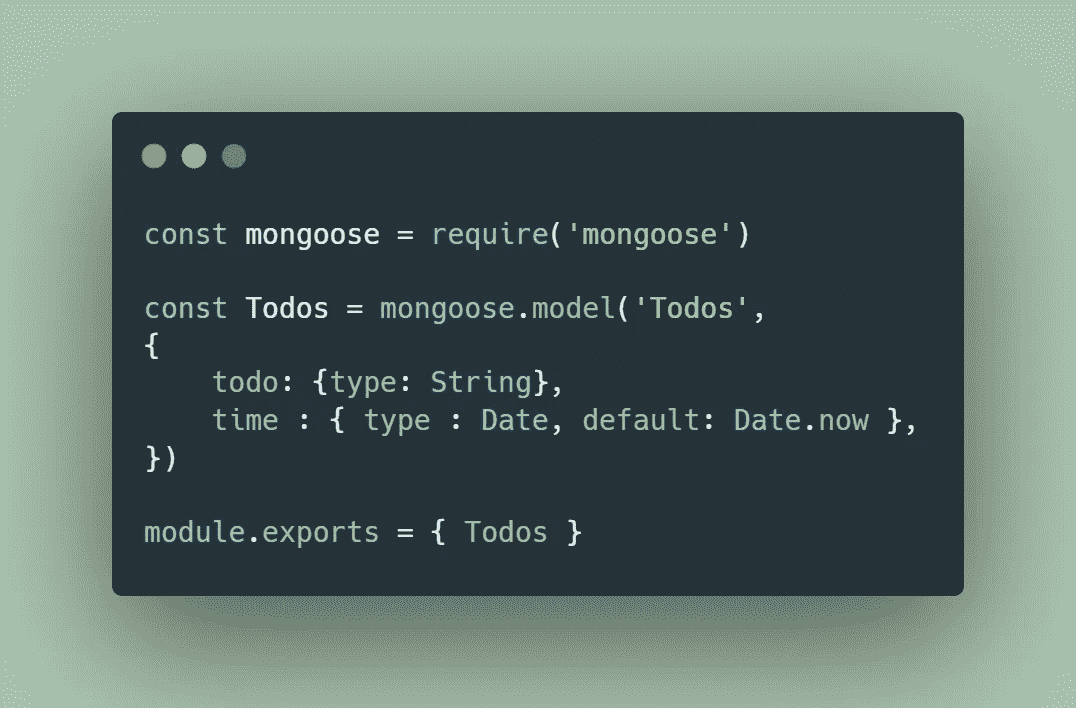 const mongoose = require('mongoose')
const Todos = mongoose.model('Todos',
{
    todo: {type: String},
    time : { type : Date, default: Date.now },
})
module.exports = { Todos }